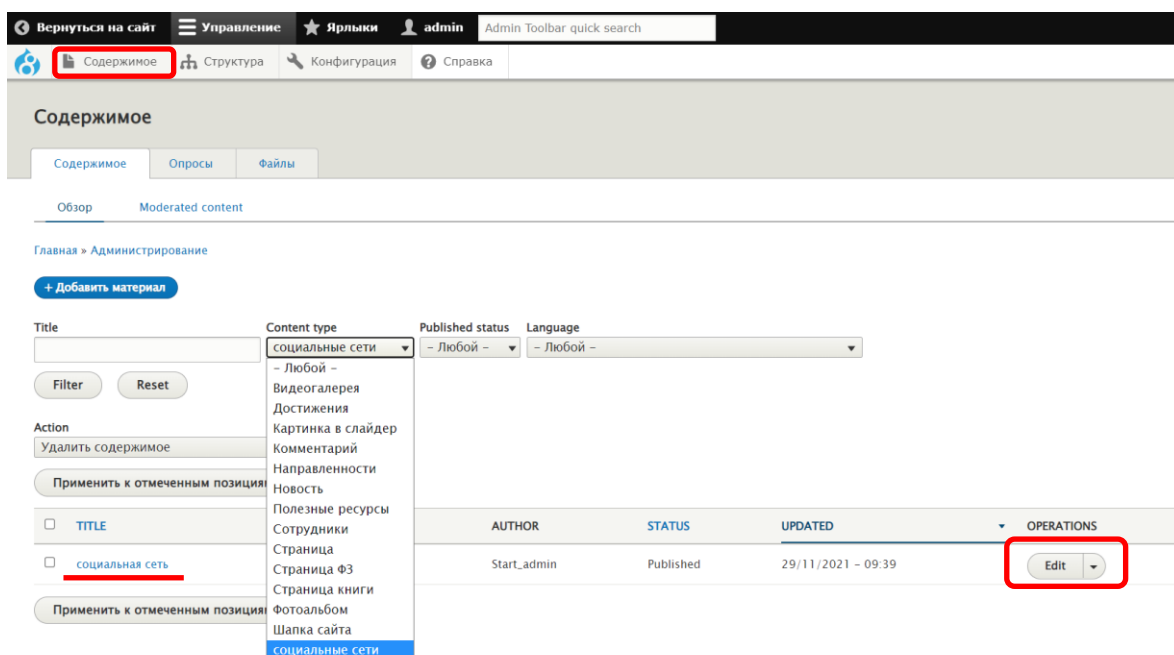 Вернуться на сайт Управление Ярлыки admin Admin Toolbar quick search
Содержимое Структура Конфигурация Справка
Содержимое
Содержимое Опросы Файлы
Обзор Moderated content
Главная » Администрирование
+ Добавить материал
Title Content type Published status Language
социальные сети – Любой – – Любой –
– Любой –
Filter Reset Видеогалерея
Достижения
Action Картинка в слайдер
Удалить содержимое Комментарий
Направленности
Применить к отмеченным позиция Новость
Полезные ресурсы
TITLE Сотрудники AUTHOR STATUS UPDATED OPERATIONS
Страница
социальная сеть Страница ФЗ Start_admin Published 29/11/2021 – 09:39 Edit
Страница книги
Применить к отмеченным позиция Фотоальбом
Шапка сайта
социальные сети